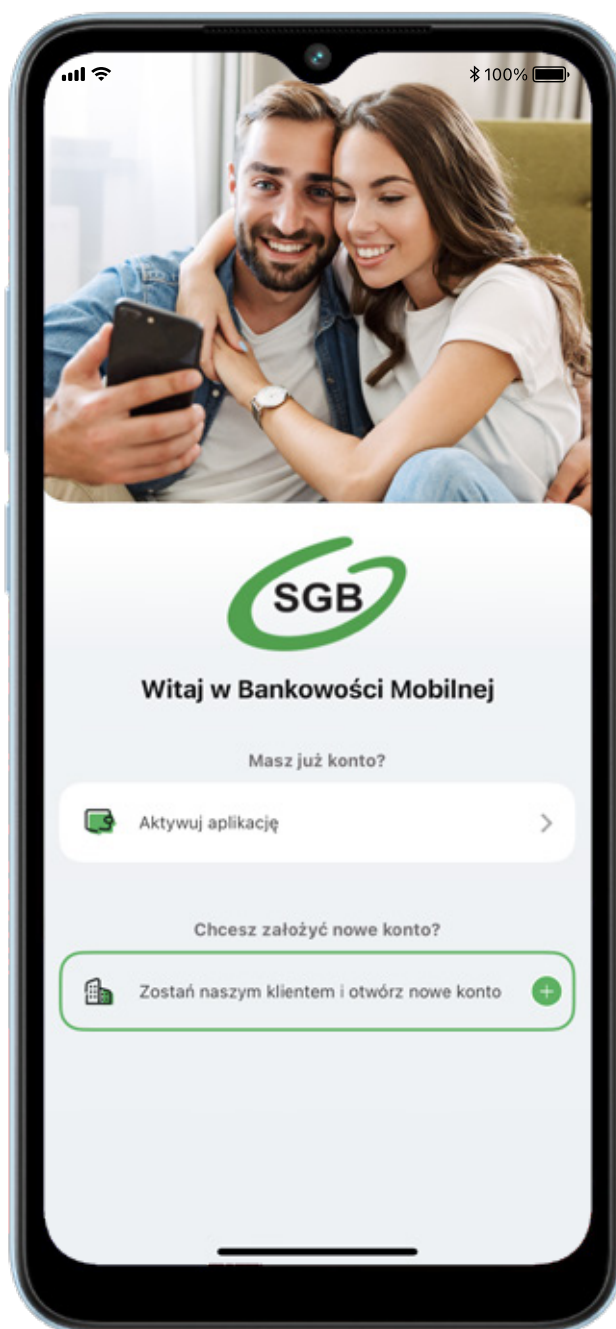 100%
SGB
Witaj w Bankowości Mobilnej
Masz już konto?
Aktywuj aplikację
Chcesz założyć nowe konto?
Zostań naszym klientem i otwórz nowe konto